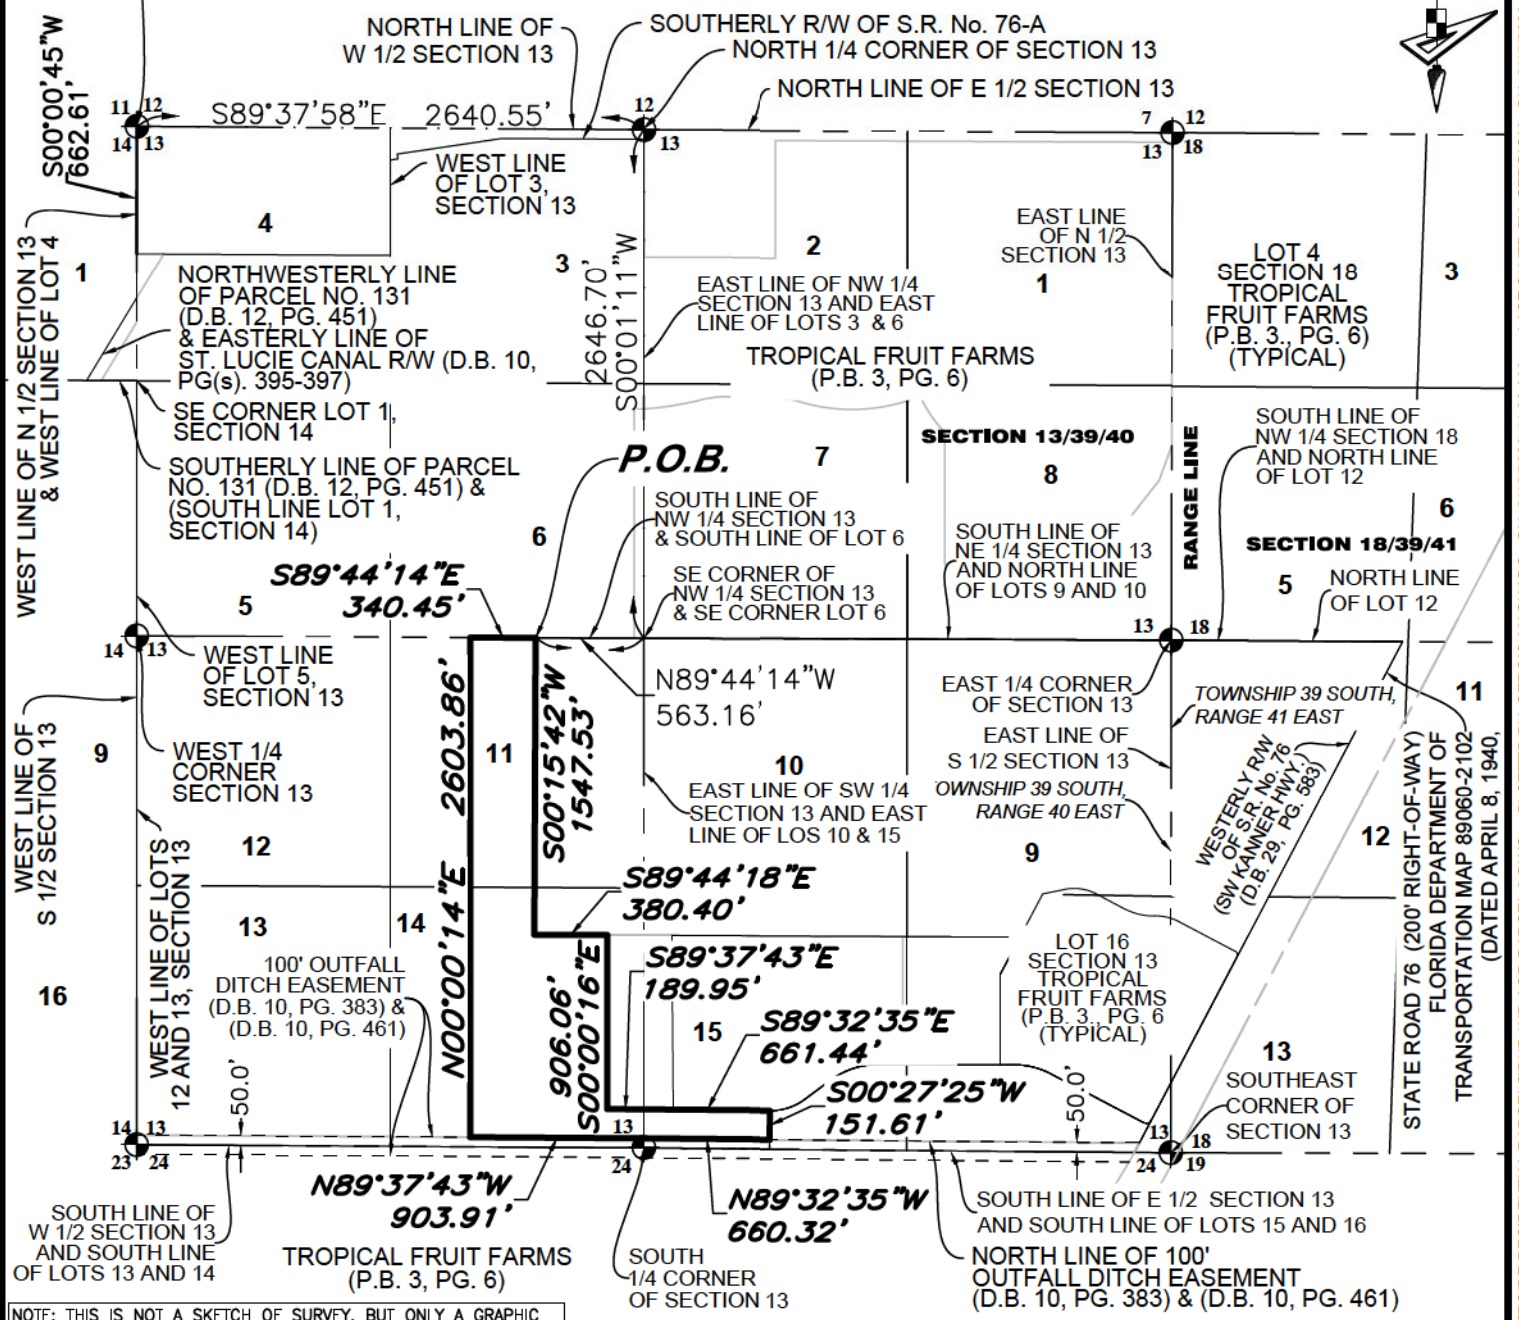 NORTH LINE OF
W 1/2 SECTION 13
SOUTHERLY R/W OF S.R. No. 76-A
NORTH 1/4 CORNER OF SECTION 13
NORTH LINE OF E 1/2 SECTION 13
S00°00'45"W
662.61'
11 12
14 13
S89°37'58"E 2640.55'
12
13
7 12
13 18
WEST LINE
OF LOT 3,
SECTION 13
4
3
2
1
EAST LINE
OF N 1/2
SECTION 13
LOT 4
SECTION 18
TROPICAL
FRUIT FARMS
(P.B. 3., PG. 6)
(TYPICAL)
3
WEST LINE OF N 1/2 SECTION 13
& WEST LINE OF LOT 4
1
NORTHWESTERLY LINE
OF PARCEL NO. 131
(D.B. 12, PG. 451)
& EASTERLY LINE OF
ST. LUCIE CANAL R/W (D.B. 10,
PG(s). 395-397)
2646.70'
S00°01'11"W
EAST LINE OF NW 1/4
SECTION 13 AND EAST
LINE OF LOTS 3 & 6
TROPICAL FRUIT FARMS
(P.B. 3, PG. 6)
SE CORNER LOT 1,
SECTION 14
SOUTHERLY LINE OF PARCEL
NO. 131 (D.B. 12, PG. 451) &
(SOUTH LINE LOT 1,
SECTION 14)
P.O.B.
7
SECTION 13/39/40
8
RANGE LINE
SOUTH LINE OF
NW 1/4 SECTION 18
AND NORTH LINE
OF LOT 12
6
SECTION 18/39/41
5
NORTH LINE
OF LOT 12
6
SOUTH LINE OF
NW 1/4 SECTION 13
& SOUTH LINE OF LOT 6
SOUTH LINE OF
NE 1/4 SECTION 13
AND NORTH LINE
OF LOTS 9 AND 10
S89°44'14"E
340.45'
SE CORNER OF
NW 1/4 SECTION 13
& SE CORNER LOT 6
5
14 13
13 18
WEST LINE
OF LOT 5,
SECTION 13
N89°44'14"W
563.16'
EAST 1/4 CORNER
OF SECTION 13
TOWNSHIP 39 SOUTH,
RANGE 41 EAST
11
WEST LINE OF
S 1/2 SECTION 13
9
WEST 1/4
CORNER
SECTION 13
N00°00'14"E 2603.86'
11
S00°15'42"W
1547.53'
10
EAST LINE OF SW 1/4
SECTION 13 AND EAST
LINE OF LOS 10 & 15
EAST LINE OF
S 1/2 SECTION 13
OWNSHIP 39 SOUTH,
RANGE 40 EAST
WESTERLY R/W
OF S.R. No. 76
(SW KANNER HWY.)
(D.B. 29, PG. 583)
STATE ROAD 76 (200' RIGHT-OF-WAY)
FLORIDA DEPARTMENT OF
TRANSPORTATION MAP 89060-2102
(DATED APRIL 8, 1940,
12
9
12
WEST LINE OF LOTS
12 AND 13, SECTION 13
S89°44'18"E
380.40'
13
14
16
100' OUTFALL
DITCH EASEMENT
(D.B. 10, PG. 383) &
(D.B. 10, PG. 461)
906.06'
S00°00'16"E
S89°37'43"E
189.95'
15
S89°32'35"E
661.44'
LOT 16
SECTION 13
TROPICAL
FRUIT FARMS
(P.B. 3., PG. 6
(TYPICAL)
S00°27'25"W
151.61'
50.0'
50.0'
13
SOUTHEAST
CORNER OF
SECTION 13
14 13
23 24
13
24
13 18
24 19
N89°37'43"W
903.91'
N89°32'35"W
660.32'
SOUTH LINE OF E 1/2 SECTION 13
AND SOUTH LINE OF LOTS 15 AND 16
SOUTH LINE OF
W 1/2 SECTION 13
AND SOUTH LINE
OF LOTS 13 AND 14
TROPICAL FRUIT FARMS
(P.B. 3, PG. 6)
SOUTH
1/4 CORNER
OF SECTION 13
NORTH LINE OF 100'
OUTFALL DITCH EASEMENT
(D.B. 10, PG. 383) & (D.B. 10, PG. 461)
NOTE: THIS IS NOT A SKETCH OF SURVEY, BUT ONLY A GRAPHIC